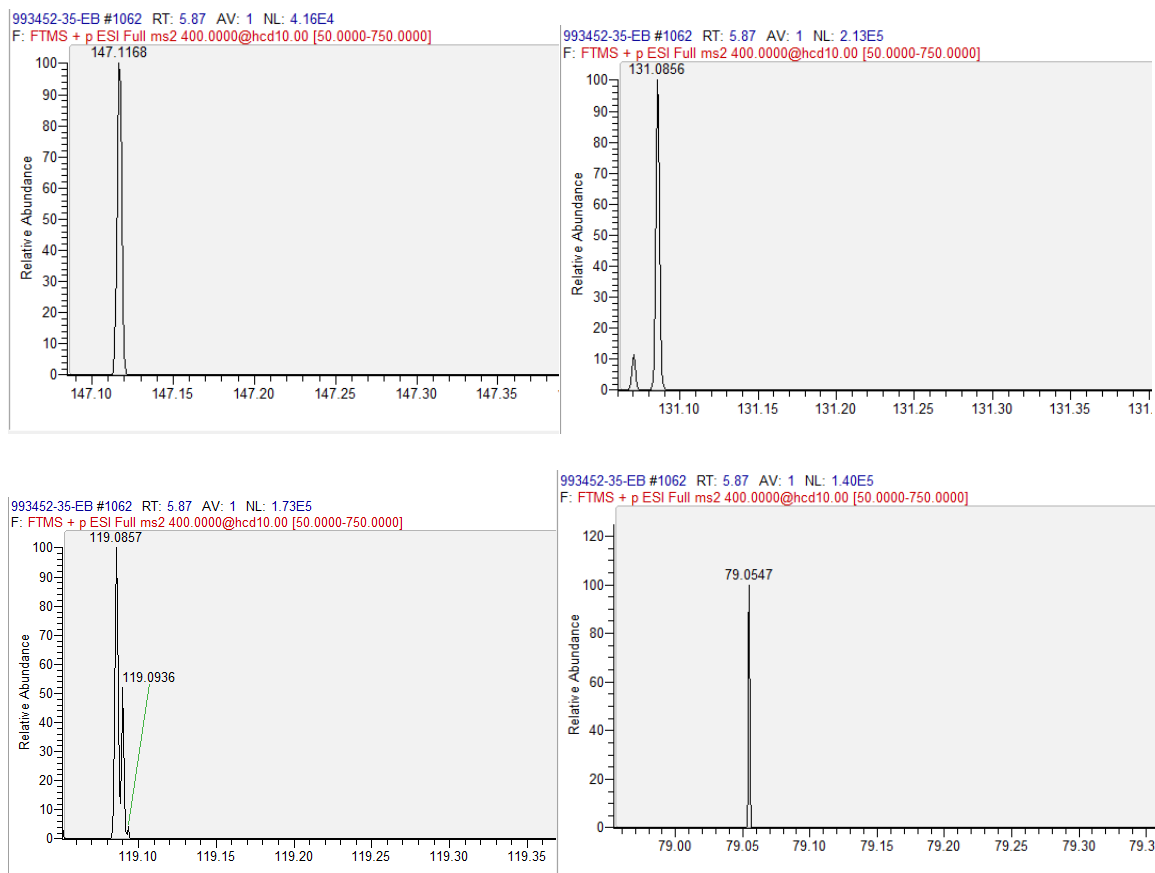 993452-35-EB #1062 RT: 5.87 AV: 1 NL: 4.16E4
F: FTMS + p ESI Full ms2 400.0000@hcd10.00 [50.0000-750.0000]
147.1168
100
90
80
70
60
50
40
30
20
10
0
Relative Abundance
147.10 147.15 147.20 147.25 147.30 147.35
993452-35-EB #1062 RT: 5.87 AV: 1 NL: 2.13E5
F: FTMS + p ESI Full ms2 400.0000@hcd10.00 [50.0000-750.0000]
131.0856
100
90
80
70
60
50
40
30
20
10
0
Relative Abundance
131.10 131.15 131.20 131.25 131.30 131.35 131.
993452-35-EB #1062 RT: 5.87 AV: 1 NL: 1.73E5
F: FTMS + p ESI Full ms2 400.0000@hcd10.00 [50.0000-750.0000]
119.0857
119.0936
100
90
80
70
60
50
40
30
20
10
0
Relative Abundance
119.10 119.15 119.20 119.25 119.30 119.35
993452-35-EB #1062 RT: 5.87 AV: 1 NL: 1.40E5
F: FTMS + p ESI Full ms2 400.0000@hcd10.00 [50.0000-750.0000]
79.0547
120
100
80
60
40
20
0
Relative Abundance
79.00 79.05 79.10 79.15 79.20 79.25 79.30 79.3